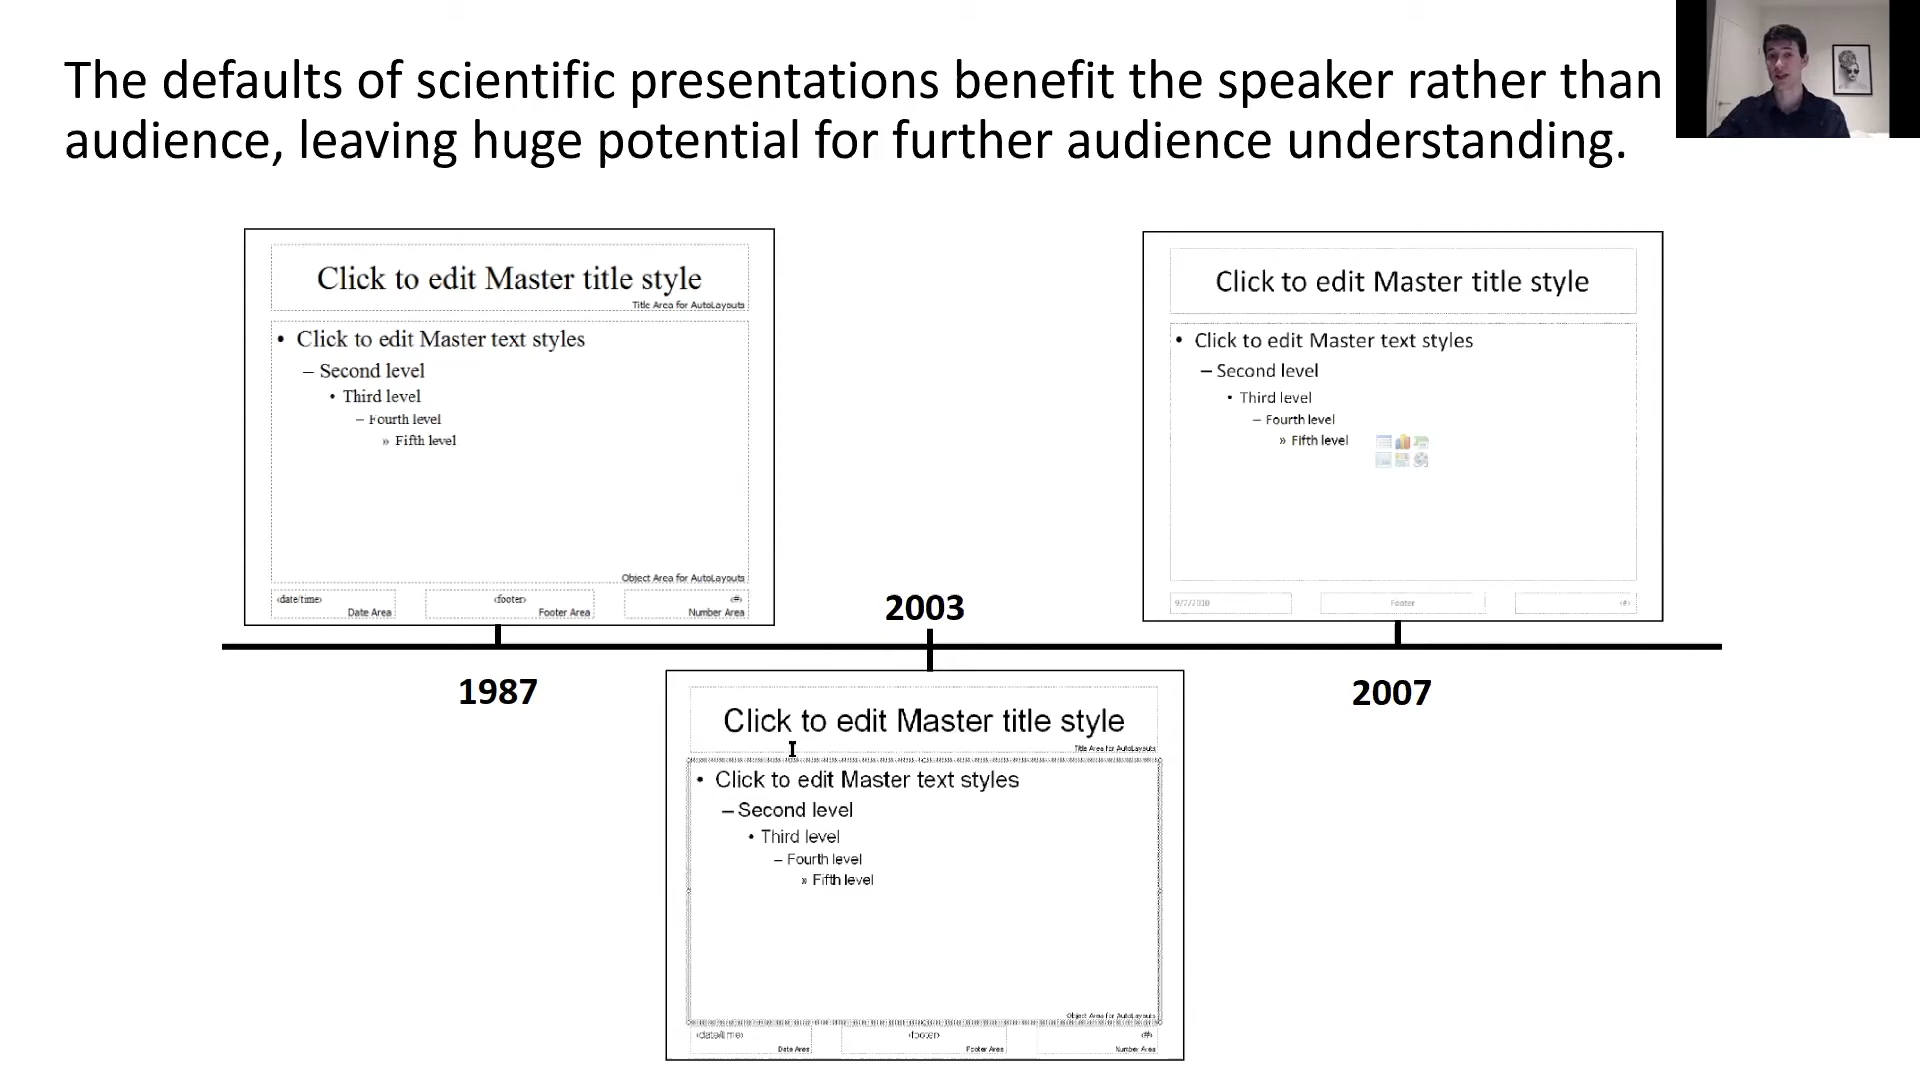 The defaults of scientific presentations benefit the speaker rather than
audience, leaving huge potential for further audience understanding.
Click to edit Master title style
Title Area for AutoLayouts
• Click to edit Master text styles
– Second level
• Third level
– Fourth level
» Fifth level
Object Area for AutoLayouts
‹date/time›
Date Area
‹footer›
Footer Area
‹#›
Number Area
1987
2003
Click to edit Master title style
Title Area for AutoLayouts
• Click to edit Master text styles
– Second level
• Third level
– Fourth level
» Fifth level
Object Area for AutoLayouts
‹date/time›
Date Area
‹footer›
Footer Area
‹#›
Number Area
Click to edit Master title style
• Click to edit Master text styles
– Second level
• Third level
– Fourth level
» Fifth level
9/7/2010
Footer
‹#›
2007